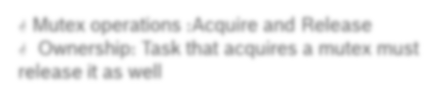 ✓ Mutex operations :Acquire and Release
✓ Ownership: Task that acquires a mutex must
release it as well